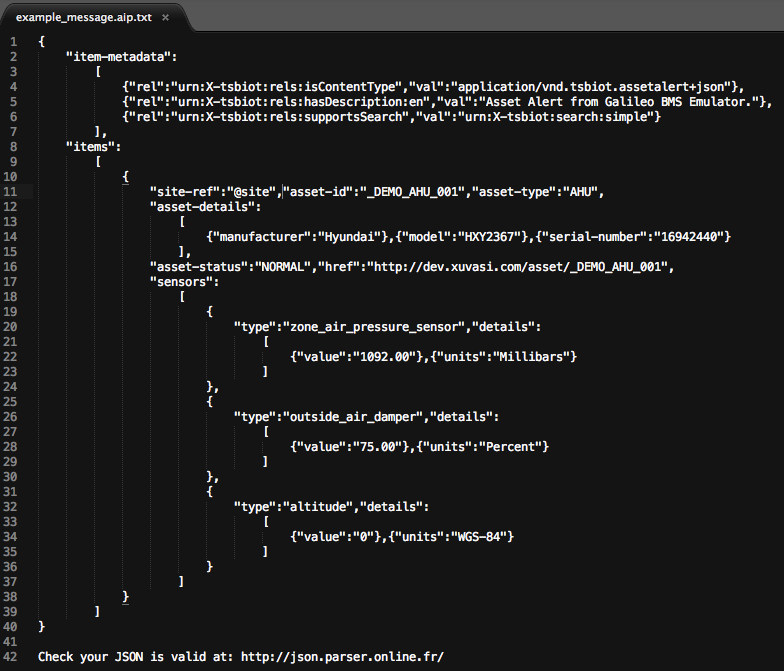 example_message.aip.txt ×
1 {
2 "item-metadata":
3 [
4 {"rel":"urn:X-tsbiot:rels:isContentType","val":"application/vnd.tsbiot.assetalert+json"},
5 {"rel":"urn:X-tsbiot:rels:hasDescription:en","val":"Asset Alert from Galileo BMS Emulator."},
6 {"rel":"urn:X-tsbiot:rels:supportsSearch","val":"urn:X-tsbiot:search:simple"}
7 ],
8 "items":
9 [
10 {
11 "site-ref":"@site","asset-id":"_DEMO_AHU_001","asset-type":"AHU",
12 "asset-details":
13 [
14 {"manufacturer":"Hyundai"},{"model":"HXY2367"},{"serial-number":"16942440"}
15 ],
16 "asset-status":"NORMAL","href":"http://dev.xuvasi.com/asset/_DEMO_AHU_001",
17 "sensors":
18 [
19 {
20 "type":"zone_air_pressure_sensor","details":
21 [
22 {"value":"1092.00"},{"units":"Millibars"}
23 ]
24 },
25 {
26 "type":"outside_air_damper","details":
27 [
28 {"value":"75.00"},{"units":"Percent"}
29 ]
30 },
31 {
32 "type":"altitude","details":
33 [
34 {"value":"0"},{"units":"WGS-84"}
35 ]
36 }
37 ]
38 }
39 ]
40 }
41
42 Check your JSON is valid at: http://json.parser.online.fr/